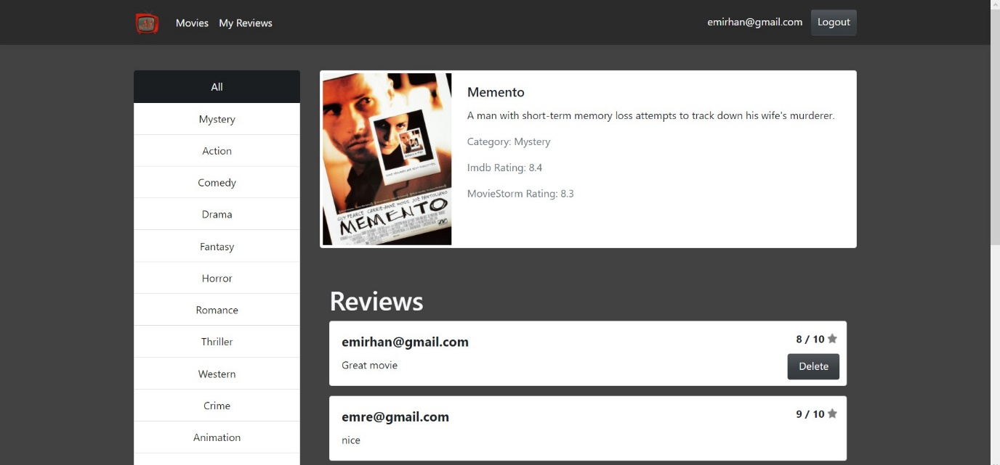 Movies
My Reviews
emirhan@gmail.com
Logout
All
Mystery
Action
Comedy
Drama
Fantasy
Horror
Romance
Thriller
Western
Crime
Animation
GUY PEARCE CARRIE-ANNE MOSS JOE PANTOLIANO
MEMENTO
Memento
A man with short-term memory loss attempts to track down his wife's murderer.
Category: Mystery
Imdb Rating: 8.4
MovieStorm Rating: 8.3
Reviews
emirhan@gmail.com
8 / 10
Great movie
Delete
emre@gmail.com
9 / 10
nice